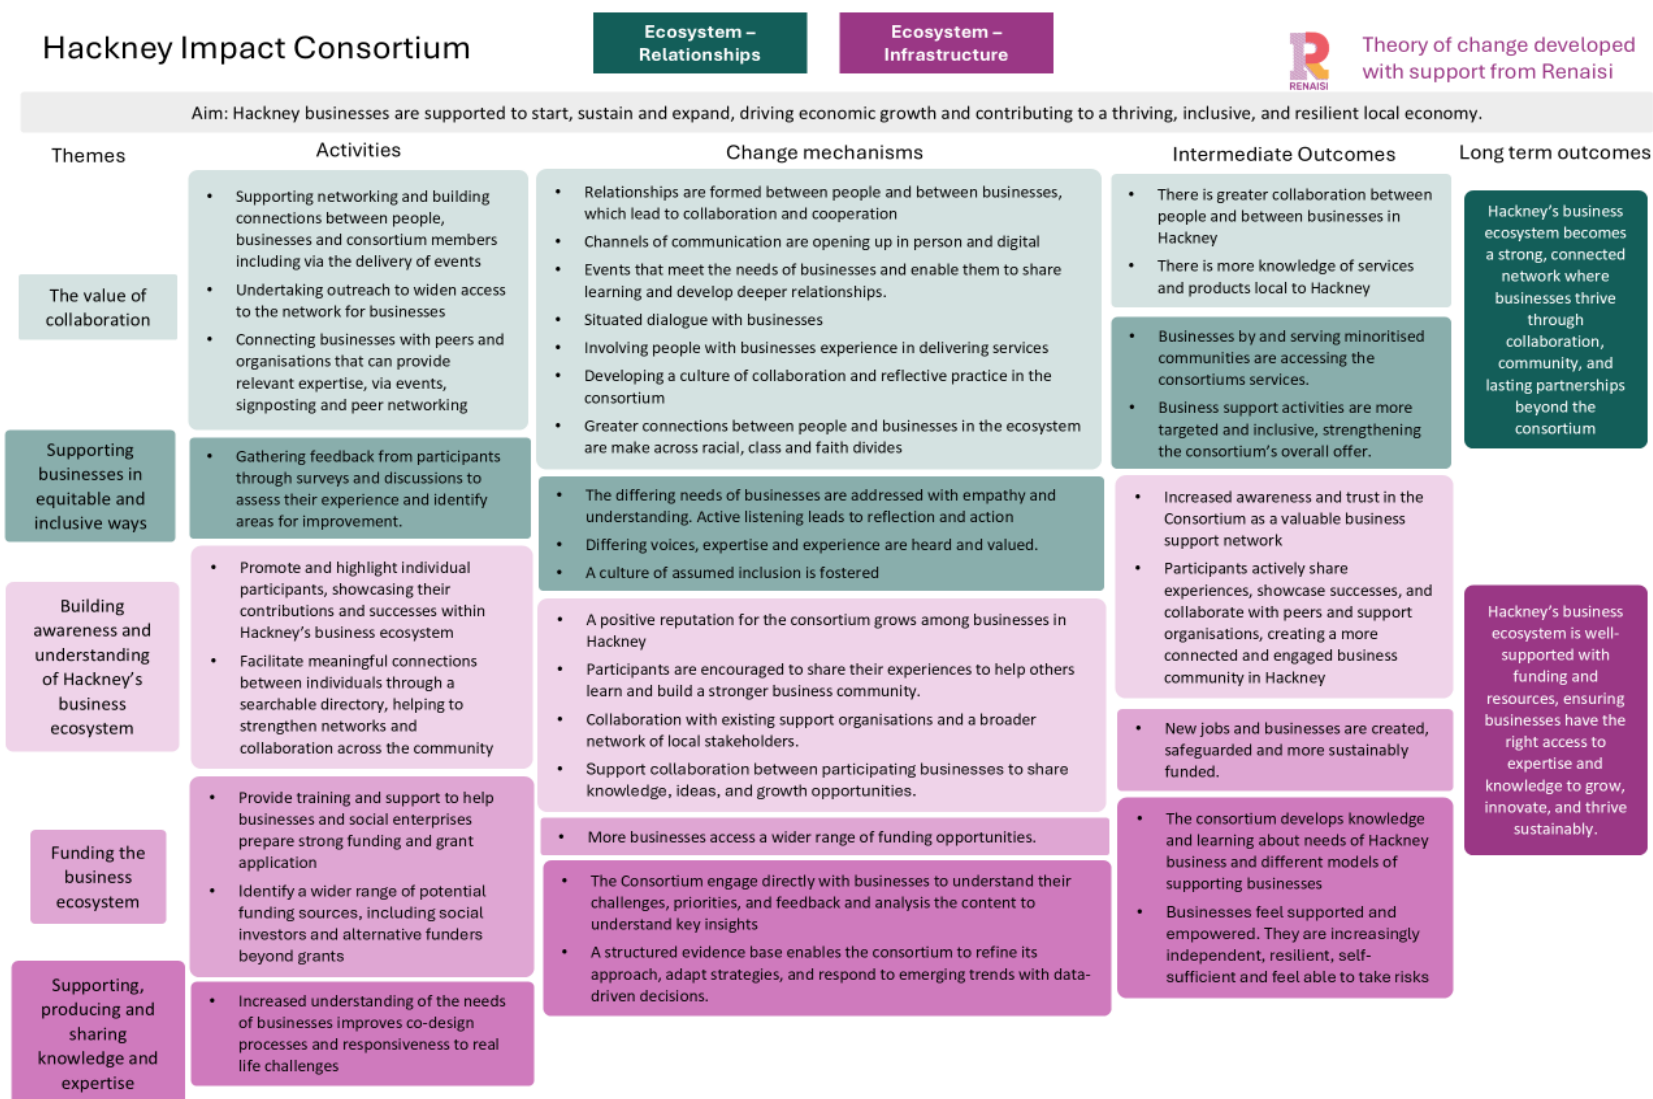 Hackney Impact Consortium
Ecosystem –
Relationships
Ecosystem –
Infrastructure
RENAISI
Theory of change developed
with support from Renaisi
Aim: Hackney businesses are supported to start, sustain and expand, driving economic growth and contributing to a thriving, inclusive, and resilient local economy.
Themes
Activities
Change mechanisms
Intermediate Outcomes
Long term outcomes
The value of
collaboration
Supporting
businesses in
equitable and
inclusive ways
Building
awareness and
understanding
of Hackney's
business
ecosystem
Funding the
business
ecosystem
Supporting,
producing and
sharing
knowledge and
expertise
• Supporting networking and building
connections between people,
businesses and consortium members
including via the delivery of events
• Undertaking outreach to widen access
to the network for businesses
• Connecting businesses with peers and
organisations that can provide
relevant expertise, via events,
signposting and peer networking
• Gathering feedback from participants
through surveys and discussions to
assess their experience and identify
areas for improvement.
• Promote and highlight individual
participants, showcasing their
contributions and successes within
Hackney's business ecosystem
• Facilitate meaningful connections
between individuals through a
searchable directory, helping to
strengthen networks and
collaboration across the community
• Provide training and support to help
businesses and social enterprises
prepare strong funding and grant
application
• Identify a wider range of potential
funding sources, including social
investors and alternative funders
beyond grants
• Increased understanding of the needs
of businesses improves co-design
processes and responsiveness to real
life challenges
• Relationships are formed between people and between businesses,
which lead to collaboration and cooperation
• Channels of communication are opening up in person and digital
• Events that meet the needs of businesses and enable them to share
learning and develop deeper relationships.
• Situated dialogue with businesses
• Involving people with businesses experience in delivering services
• Developing a culture of collaboration and reflective practice in the
consortium
• Greater connections between people and businesses in the ecosystem
are make across racial, class and faith divides
• The differing needs of businesses are addressed with empathy and
understanding. Active listening leads to reflection and action
• Differing voices, expertise and experience are heard and valued.
• A culture of assumed inclusion is fostered
• A positive reputation for the consortium grows among businesses in
Hackney
• Participants are encouraged to share their experiences to help others
learn and build a stronger business community.
• Collaboration with existing support organisations and a broader
network of local stakeholders.
• Support collaboration between participating businesses to share
knowledge, ideas, and growth opportunities.
• More businesses access a wider range of funding opportunities.
• The Consortium engage directly with businesses to understand their
challenges, priorities, and feedback and analysis the content to
understand key insights
• A structured evidence base enables the consortium to refine its
approach, adapt strategies, and respond to emerging trends with data-
driven decisions.
• There is greater collaboration between
people and between businesses in
Hackney
• There is more knowledge of services
and products local to Hackney
• Businesses by and serving minoritised
communities are accessing the
consortiums services.
• Business support activities are more
targeted and inclusive, strengthening
the consortium's overall offer.
• Increased awareness and trust in the
Consortium as a valuable business
support network
• Participants actively share
experiences, showcase successes, and
collaborate with peers and support
organisations, creating a more
connected and engaged business
community in Hackney
• New jobs and businesses are created,
safeguarded and more sustainably
funded.
• The consortium develops knowledge
and learning about needs of Hackney
business and different models of
supporting businesses
• Businesses feel supported and
empowered. They are increasingly
independent, resilient, self-
sufficient and feel able to take risks
Hackney's business
ecosystem becomes
a strong, connected
network where
businesses thrive
through
collaboration,
community, and
lasting partnerships
beyond the
consortium
Hackney's business
ecosystem is well-
supported with
funding and
resources, ensuring
businesses have the
right access to
expertise and
knowledge to grow,
innovate, and thrive
sustainably.